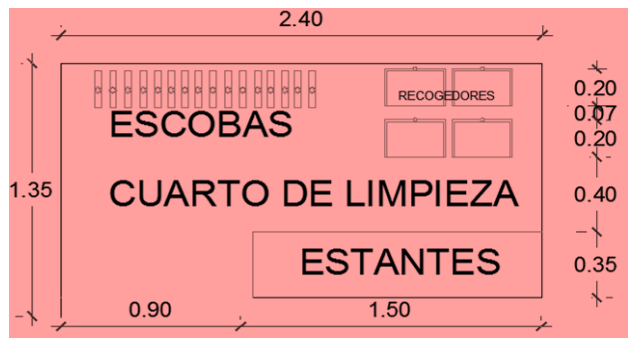 2.40
RECOGEDORES
0.20
0.07
ESCOBAS
0.20
1.35
CUARTO DE LIMPIEZA
0.40
ESTANTES
0.35
0.90
1.50